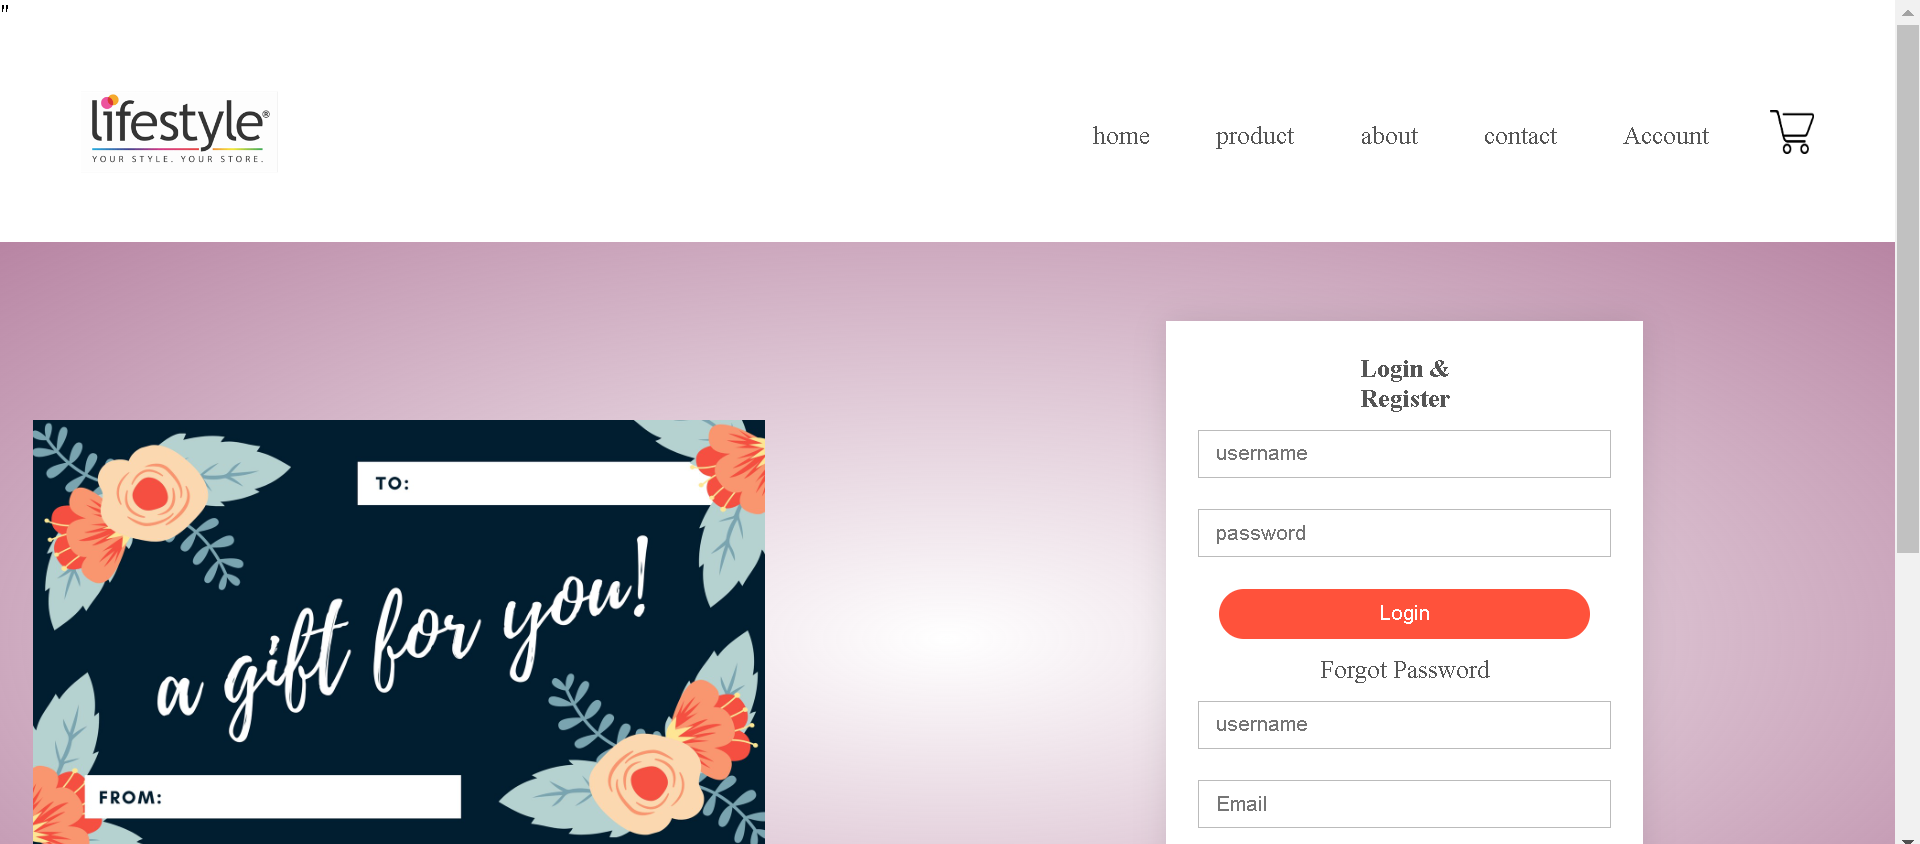 "
lifestyle®
YOUR STYLE. YOUR STORE.
home product about contact Account
Login &
Register
username
password
Login
Forgot Password
username
Email
TO:
a gift for you!
FROM: